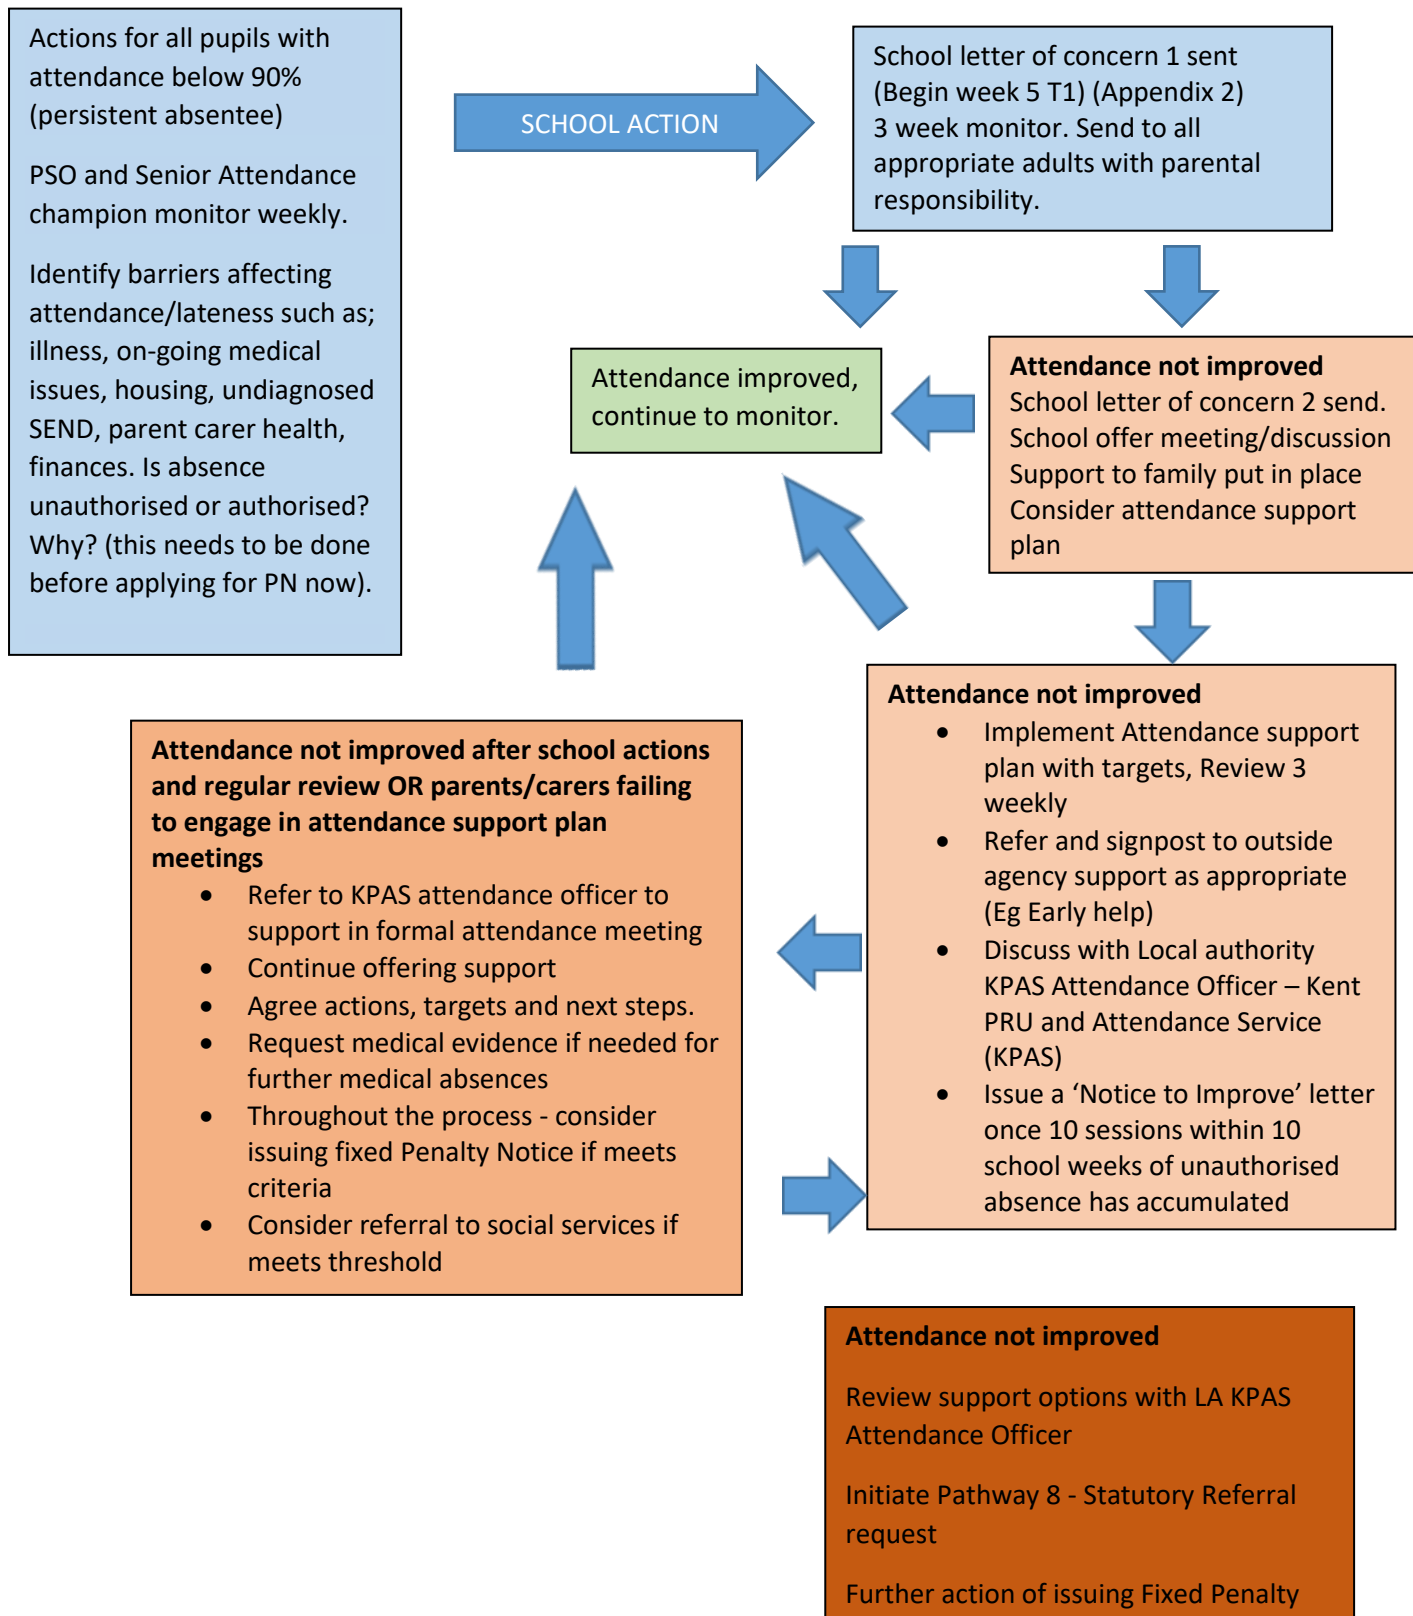 Actions for all pupils with
attendance below 90%
(persistent absentee)
PSO and Senior Attendance
champion monitor weekly.
Identify barriers affecting
attendance/lateness such as;
illness, on-going medical
issues, housing, undiagnosed
SEND, parent carer health,
finances. Is absence
unauthorised or authorised?
Why? (this needs to be done
before applying for PN now).
SCHOOL ACTION
School letter of concern 1 sent
(Begin week 5 T1) (Appendix 2)
3 week monitor. Send to all
appropriate adults with parental
responsibility.
Attendance improved,
continue to monitor.
Attendance not improved
School letter of concern 2 send.
School offer meeting/discussion
Support to family put in place
Consider attendance support
plan
Attendance not improved
• Implement Attendance support
plan with targets, Review 3
weekly
• Refer and signpost to outside
agency support as appropriate
(Eg Early help)
• Discuss with Local authority
KPAS Attendance Officer – Kent
PRU and Attendance Service
(KPAS)
• Issue a ‘Notice to Improve’ letter
once 10 sessions within 10
school weeks of unauthorised
absence has accumulated
Attendance not improved after school actions
and regular review OR parents/carers failing
to engage in attendance support plan
meetings
• Refer to KPAS attendance officer to
support in formal attendance meeting
• Continue offering support
• Agree actions, targets and next steps.
• Request medical evidence if needed for
further medical absences
• Throughout the process - consider
issuing fixed Penalty Notice if meets
criteria
• Consider referral to social services if
meets threshold
Attendance not improved
Review support options with LA KPAS
Attendance Officer
Initiate Pathway 8 - Statutory Referral
request
Further action of issuing Fixed Penalty